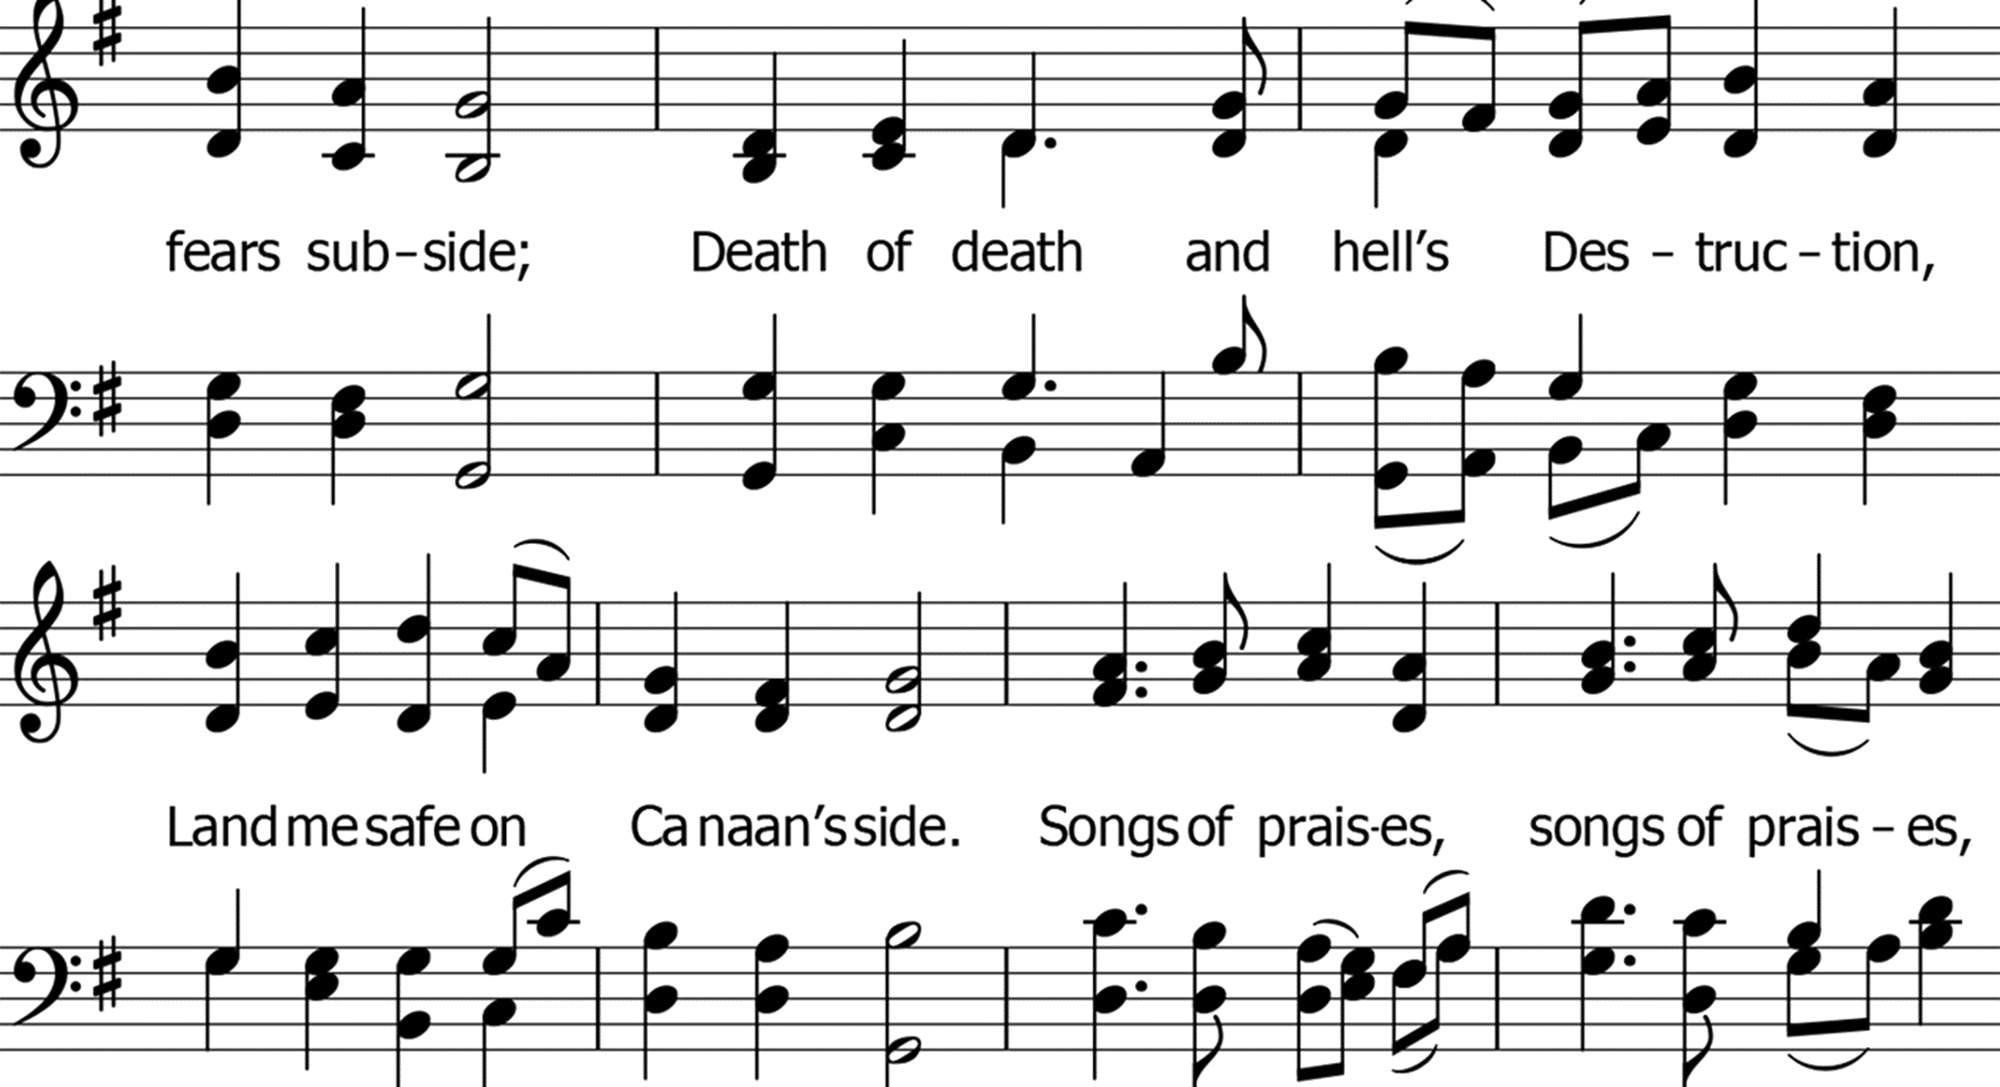 fears sub–side; Death of death and hell's Des – truc – tion,
Land me safe on Ca naan's side. Songs of prais-es, songs of prais – es,